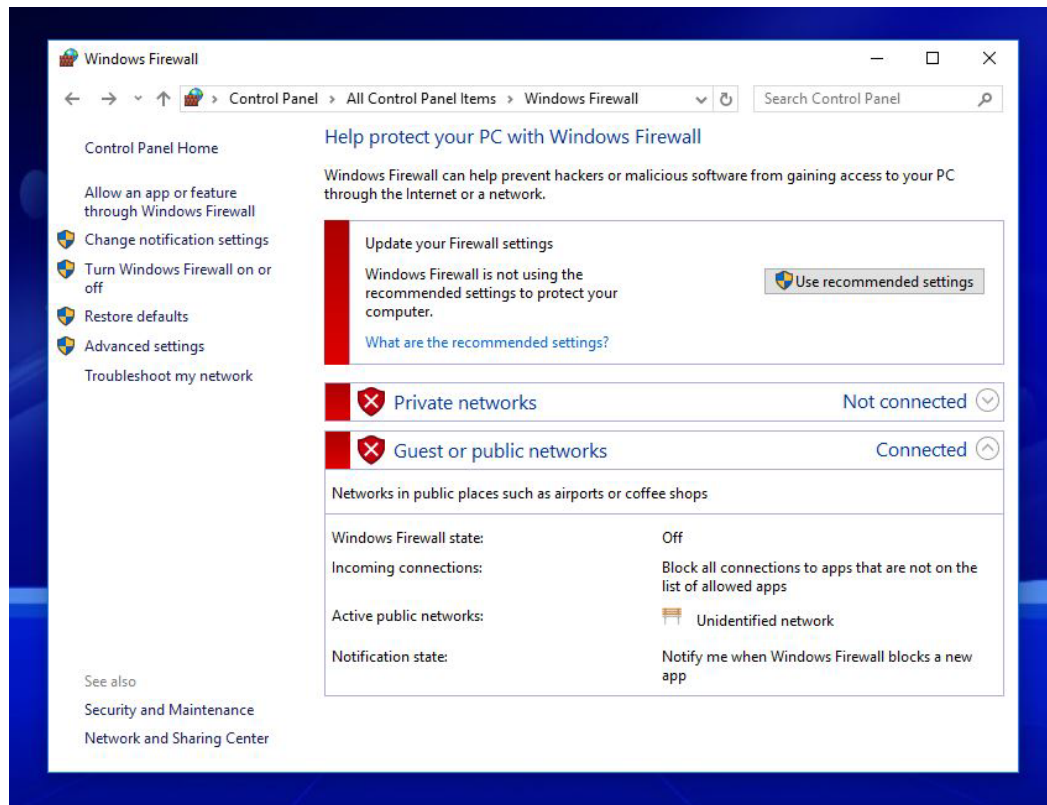 Windows Firewall
Control Panel > All Control Panel Items > Windows Firewall
Search Control Panel
Control Panel Home
Allow an app or feature
through Windows Firewall
Change notification settings
Turn Windows Firewall on or
off
Restore defaults
Advanced settings
Troubleshoot my network
See also
Security and Maintenance
Network and Sharing Center
Help protect your PC with Windows Firewall
Windows Firewall can help prevent hackers or malicious software from gaining access to your PC
through the Internet or a network.
Update your Firewall settings
Windows Firewall is not using the
recommended settings to protect your
computer.
What are the recommended settings?
Use recommended settings
Private networks Not connected
Guest or public networks Connected
Networks in public places such as airports or coffee shops
Windows Firewall state: Off
Incoming connections: Block all connections to apps that are not on the
list of allowed apps
Active public networks: Unidentified network
Notification state: Notify me when Windows Firewall blocks a new
app